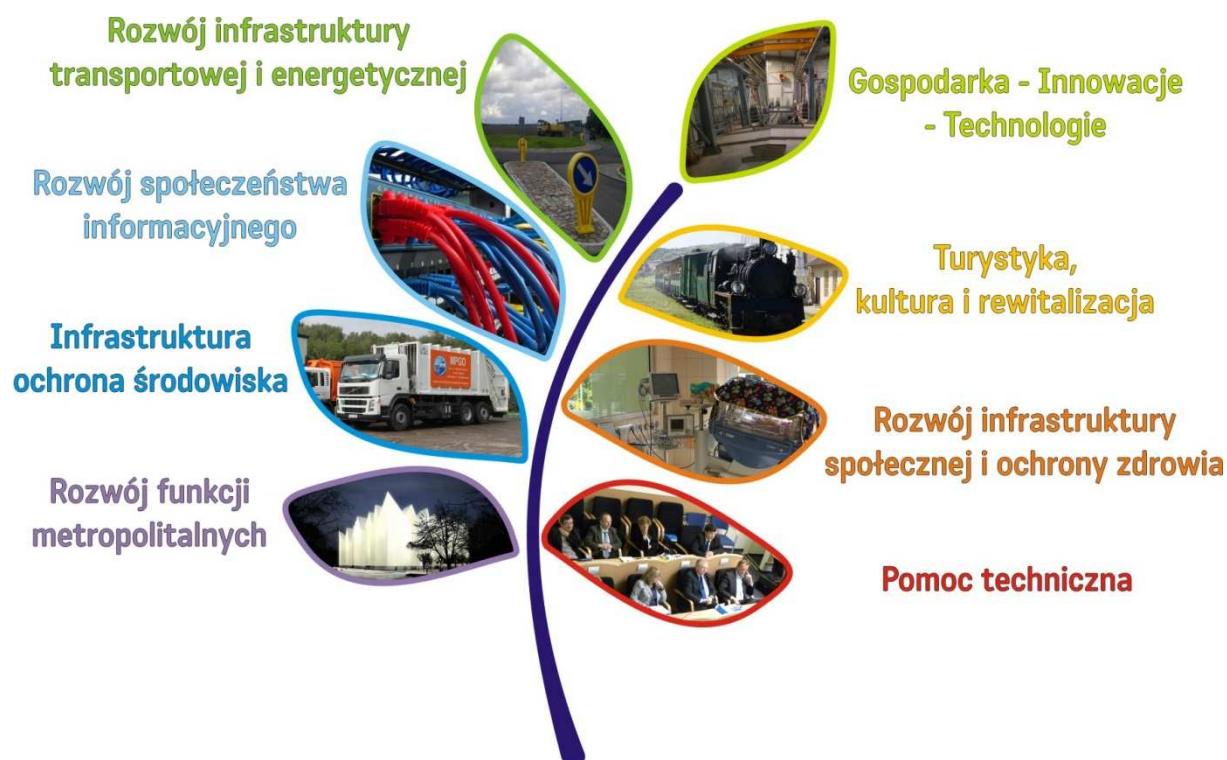 Rozwój infrastruktury
transportowej i energetycznej
Gospodarka - Innowacje
- Technologie
Rozwój społeczeństwa
informacyjnego
Turystyka,
kultura i rewitalizacja
Infrastruktura
ochrona środowiska
MPGO
Rozwój infrastruktury
społecznej i ochrony zdrowia
Rozwój funkcji
metropolitalnych
Pomoc techniczna